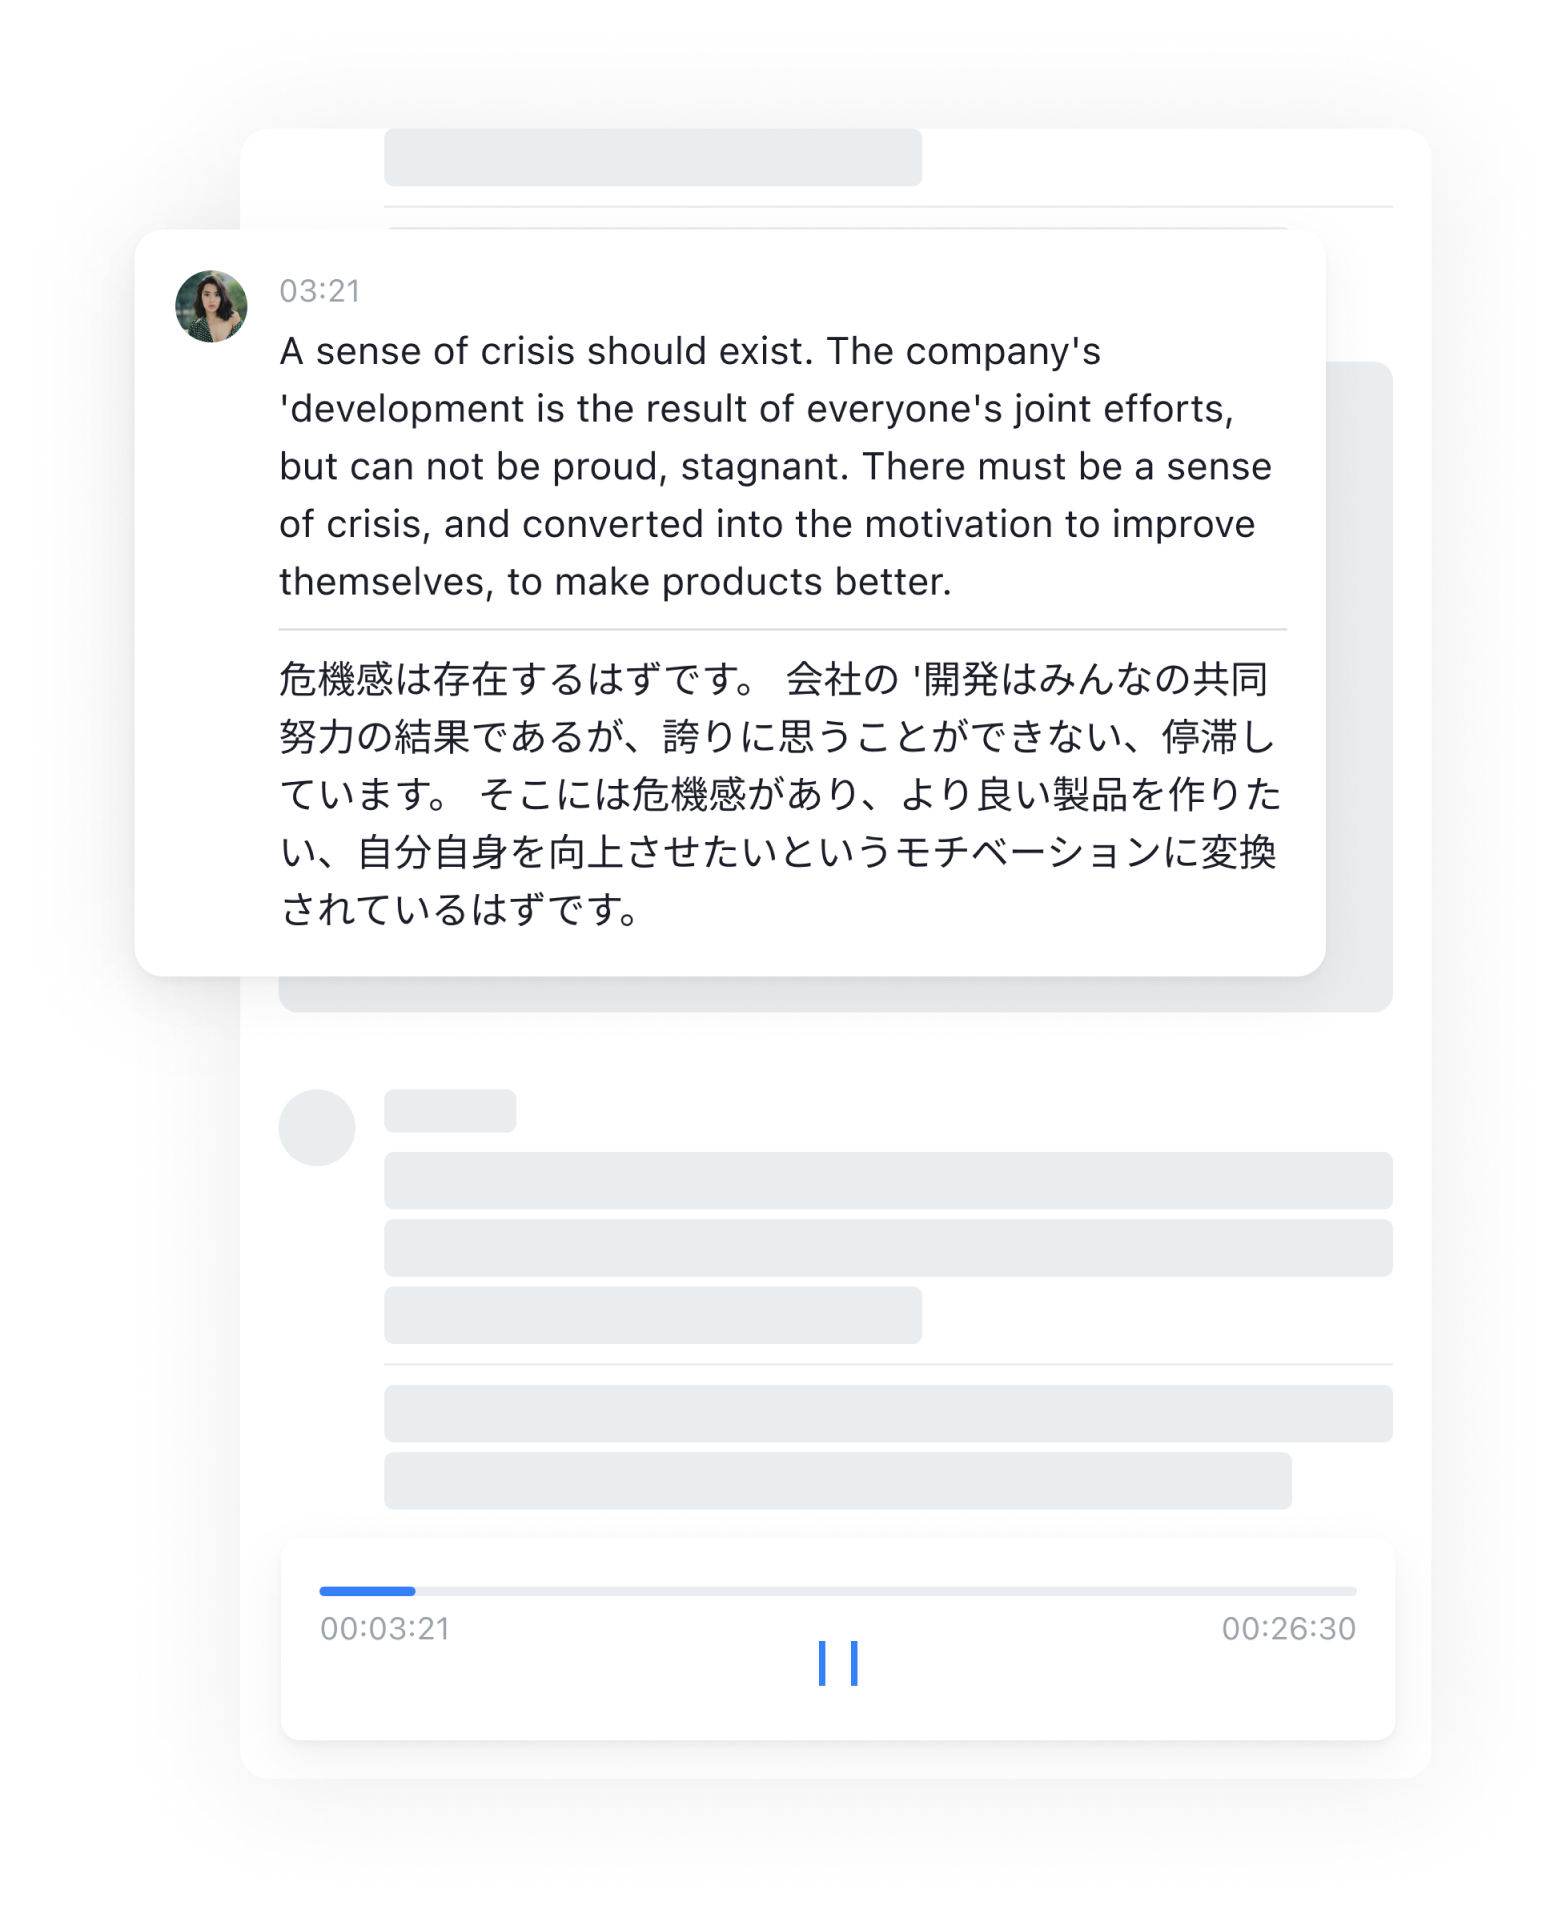 03:21
A sense of crisis should exist. The company's
'development is the result of everyone's joint efforts,
but can not be proud, stagnant. There must be a sense
of crisis, and converted into the motivation to improve
themselves, to make products better.
危機感は存在するはずです。 会社の '開発はみんなの共同
努力の結果であるが、誇りに思うことができない、停滞し
ています。 そこには危機感があり、より良い製品を作りた
い、自分自身を向上させたいというモチベーションに変換
されているはずです。
00:03:21
00:26:30